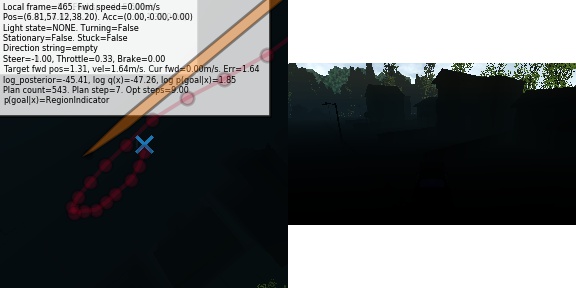 Local frame=465. Fwd.speed=0.00m/s
Pos=(6.81,57.12,38.20). Acc=(0.00,-0.00,-0.00)
Light state=NONE. Turning=False
Stationary=False. Stuck=False
Direction string=empty
Steer=-1.00, Throttle=0.33, Brake=0.00
Target fwd pos=1.31, vel=1.64m/s. Cur fwd=0.00m/s. Err=1.64
log_posterior=-45.41, log q(x)=-47.26, log p(goal|x)=1.85
Plan count=543. Plan step=7. Opt steps=9.00
p(goal|x)=RegionIndicator